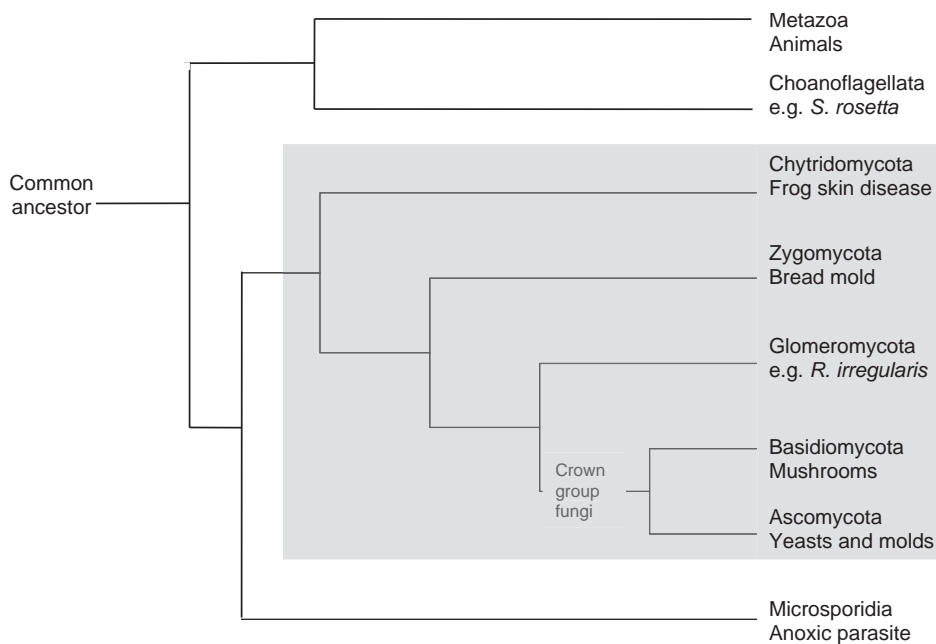 Metazoa
Animals
Choanoflagellata
e.g. S. rosetta
Common
ancestor
Chytridomycota
Frog skin disease
Zygomycota
Bread mold
Glomeromycota
e.g. R. irregularis
Crown
group
fungi
Basidiomycota
Mushrooms
Ascomycota
Yeasts and molds
Microsporidia
Anoxic parasite